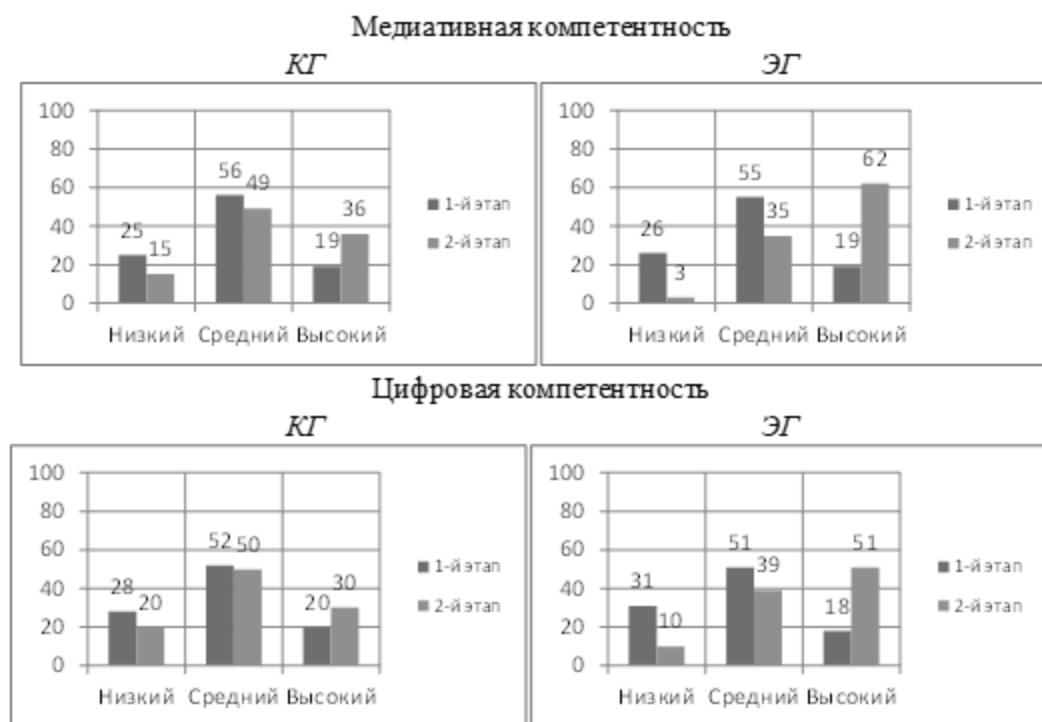 Медиативная компетентность
КГ
100
80
60
40
20
0
25
15
56
49
19
36
Низкий Средний Высокий
1-й этап
2-й этап
ЭГ
100
80
60
40
20
0
26
3
55
35
19
62
Низкий Средний Высокий
1-й этап
2-й этап
Цифровая компетентность
КГ
100
80
60
40
20
0
28
20
52
50
20
30
Низкий Средний Высокий
1-й этап
2-й этап
ЭГ
100
80
60
40
20
0
31
10
51
39
18
51
Низкий Средний Высокий
1-й этап
2-й этап